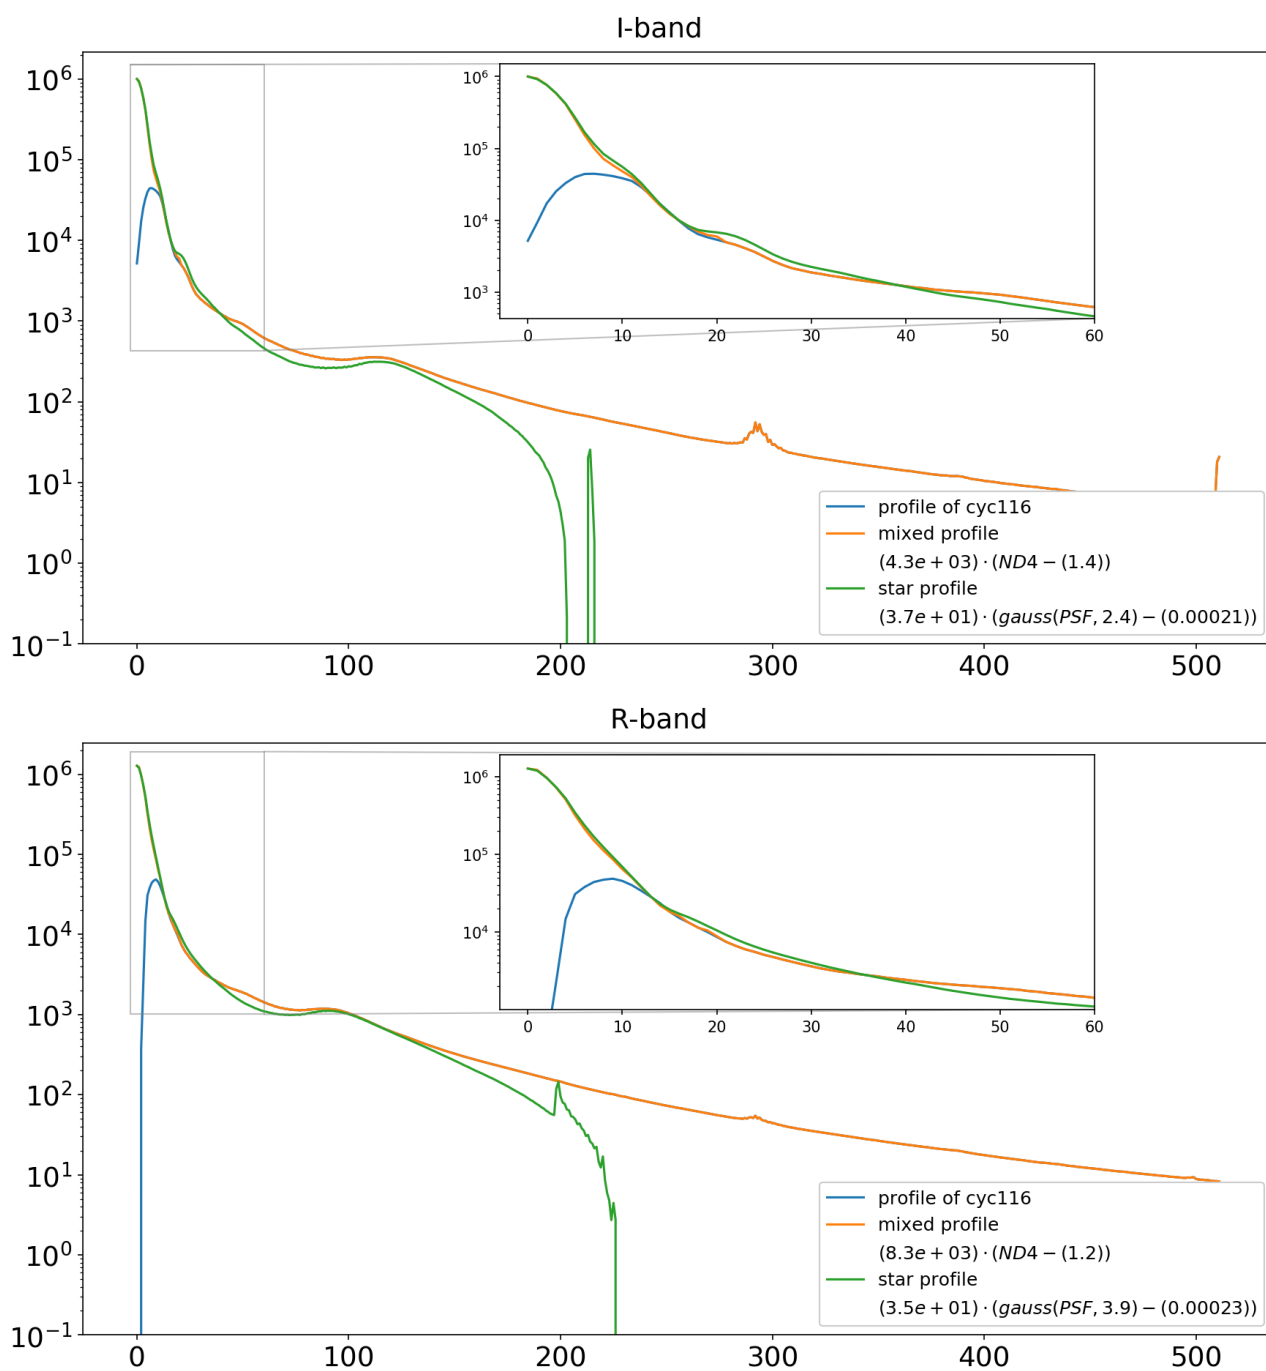 I-band
10^6
10^5
10^4
10^3
10^2
10^1
10^0
10^-1
0 100 200 300 400 500
10^6
10^5
10^4
10^3
0 10 20 30 40 50 60
profile of cyc116
mixed profile
(4.3e + 03) · (ND4 − (1.4))
star profile
(3.7e + 01) · (gauss(PSF, 2.4) − (0.00021))
R-band
10^6
10^5
10^4
10^3
10^2
10^1
10^0
10^-1
0 100 200 300 400 500
10^6
10^5
10^4
0 10 20 30 40 50 60
profile of cyc116
mixed profile
(8.3e + 03) · (ND4 − (1.2))
star profile
(3.5e + 01) · (gauss(PSF, 3.9) − (0.00023))